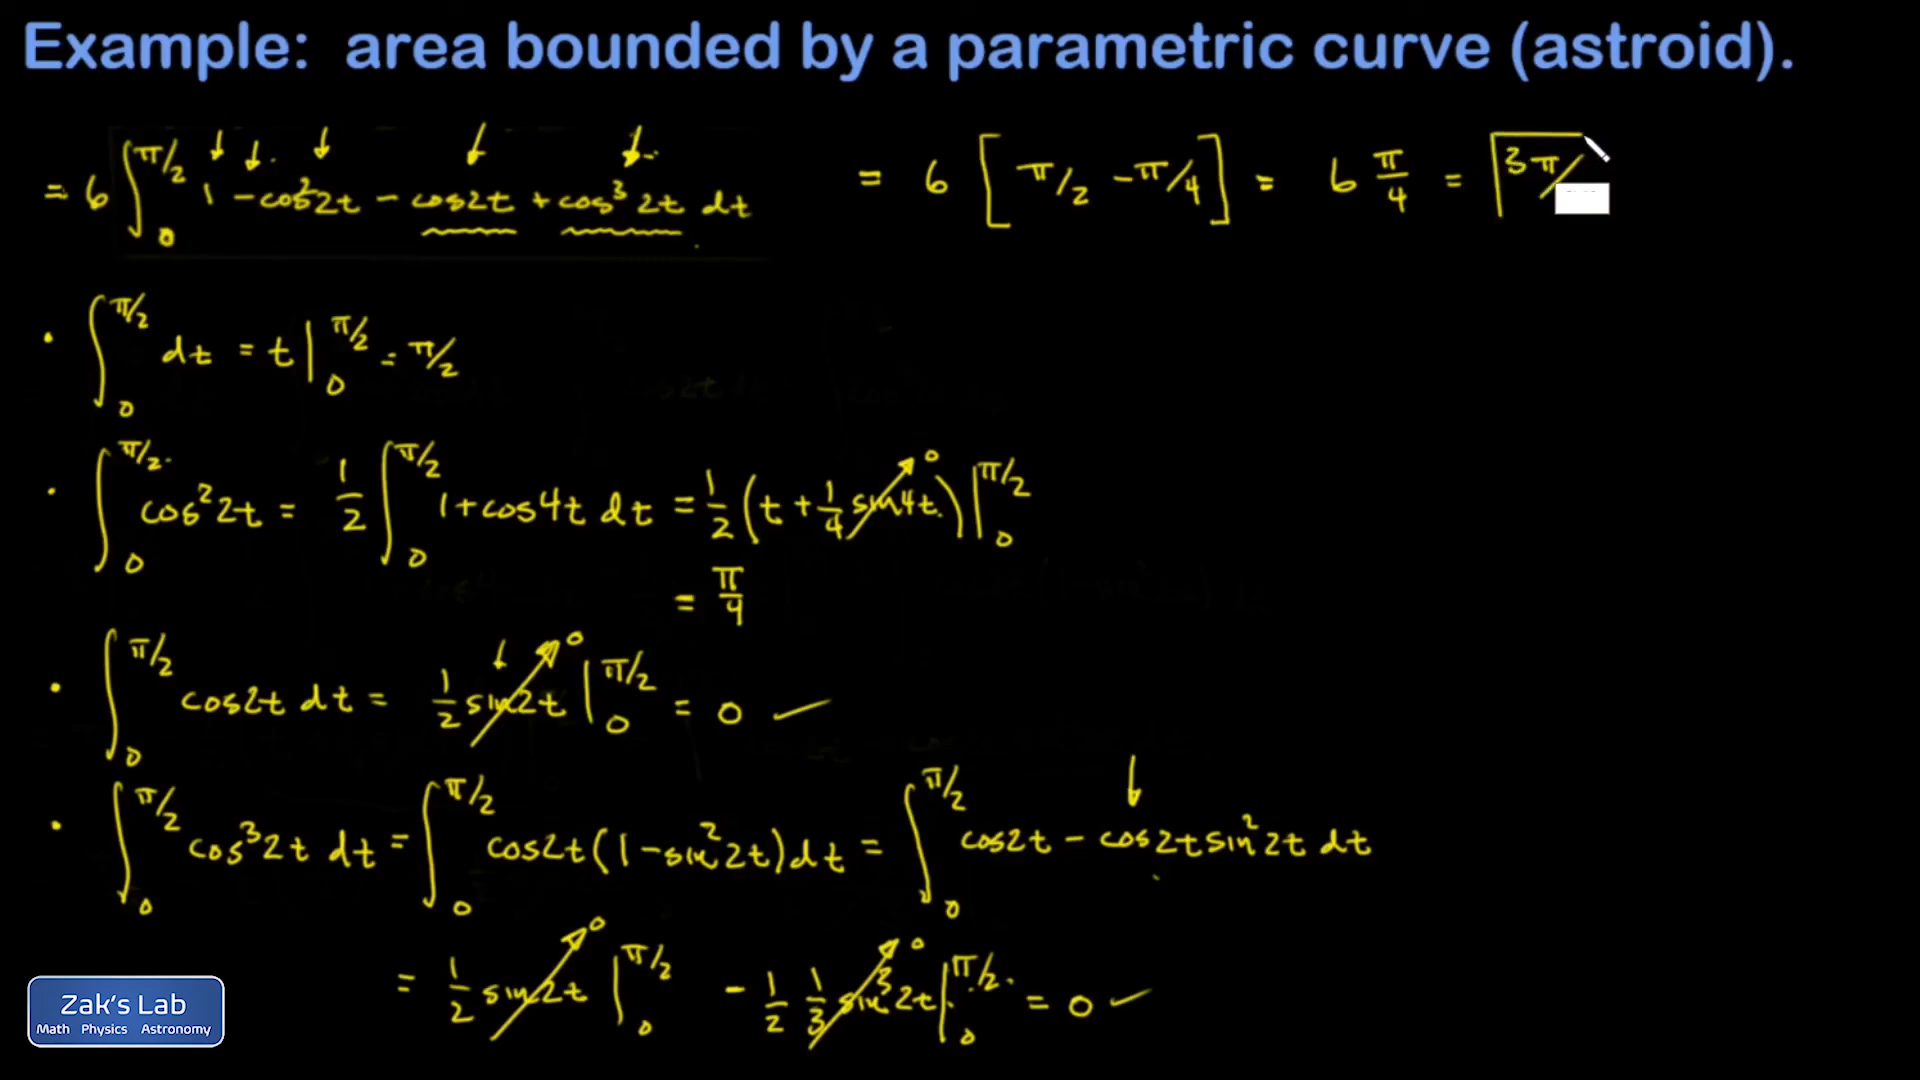 Example: area bounded by a parametric curve (astroid).
= 6 ∫₀^π/2 1 - cos²2t - cos2t + cos³2t dt = 6 [π/2 - π/4] = 6 π/4 = 3π/
• ∫₀^π/2 dt = t |₀^π/2 = π/2
• ∫₀^π/2 cos²2t = 1/2 ∫₀^π/2 1 + cos4t dt = 1/2 (t + 1/4 sin4t) |₀^π/2
0
= π/4
• ∫₀^π/2 cos2t dt = 1/2 sin2t |₀^π/2 = 0 ✓
0
• ∫₀^π/2 cos³2t dt = ∫₀^π/2 cos2t (1 - sin²2t) dt = ∫₀^π/2 cos2t - cos2t sin²2t dt
= 1/2 sin2t |₀^π/2 - 1/2 1/3 sin³2t |₀^π/2 = 0 ✓
0 0
Zak's Lab
Math Physics Astronomy